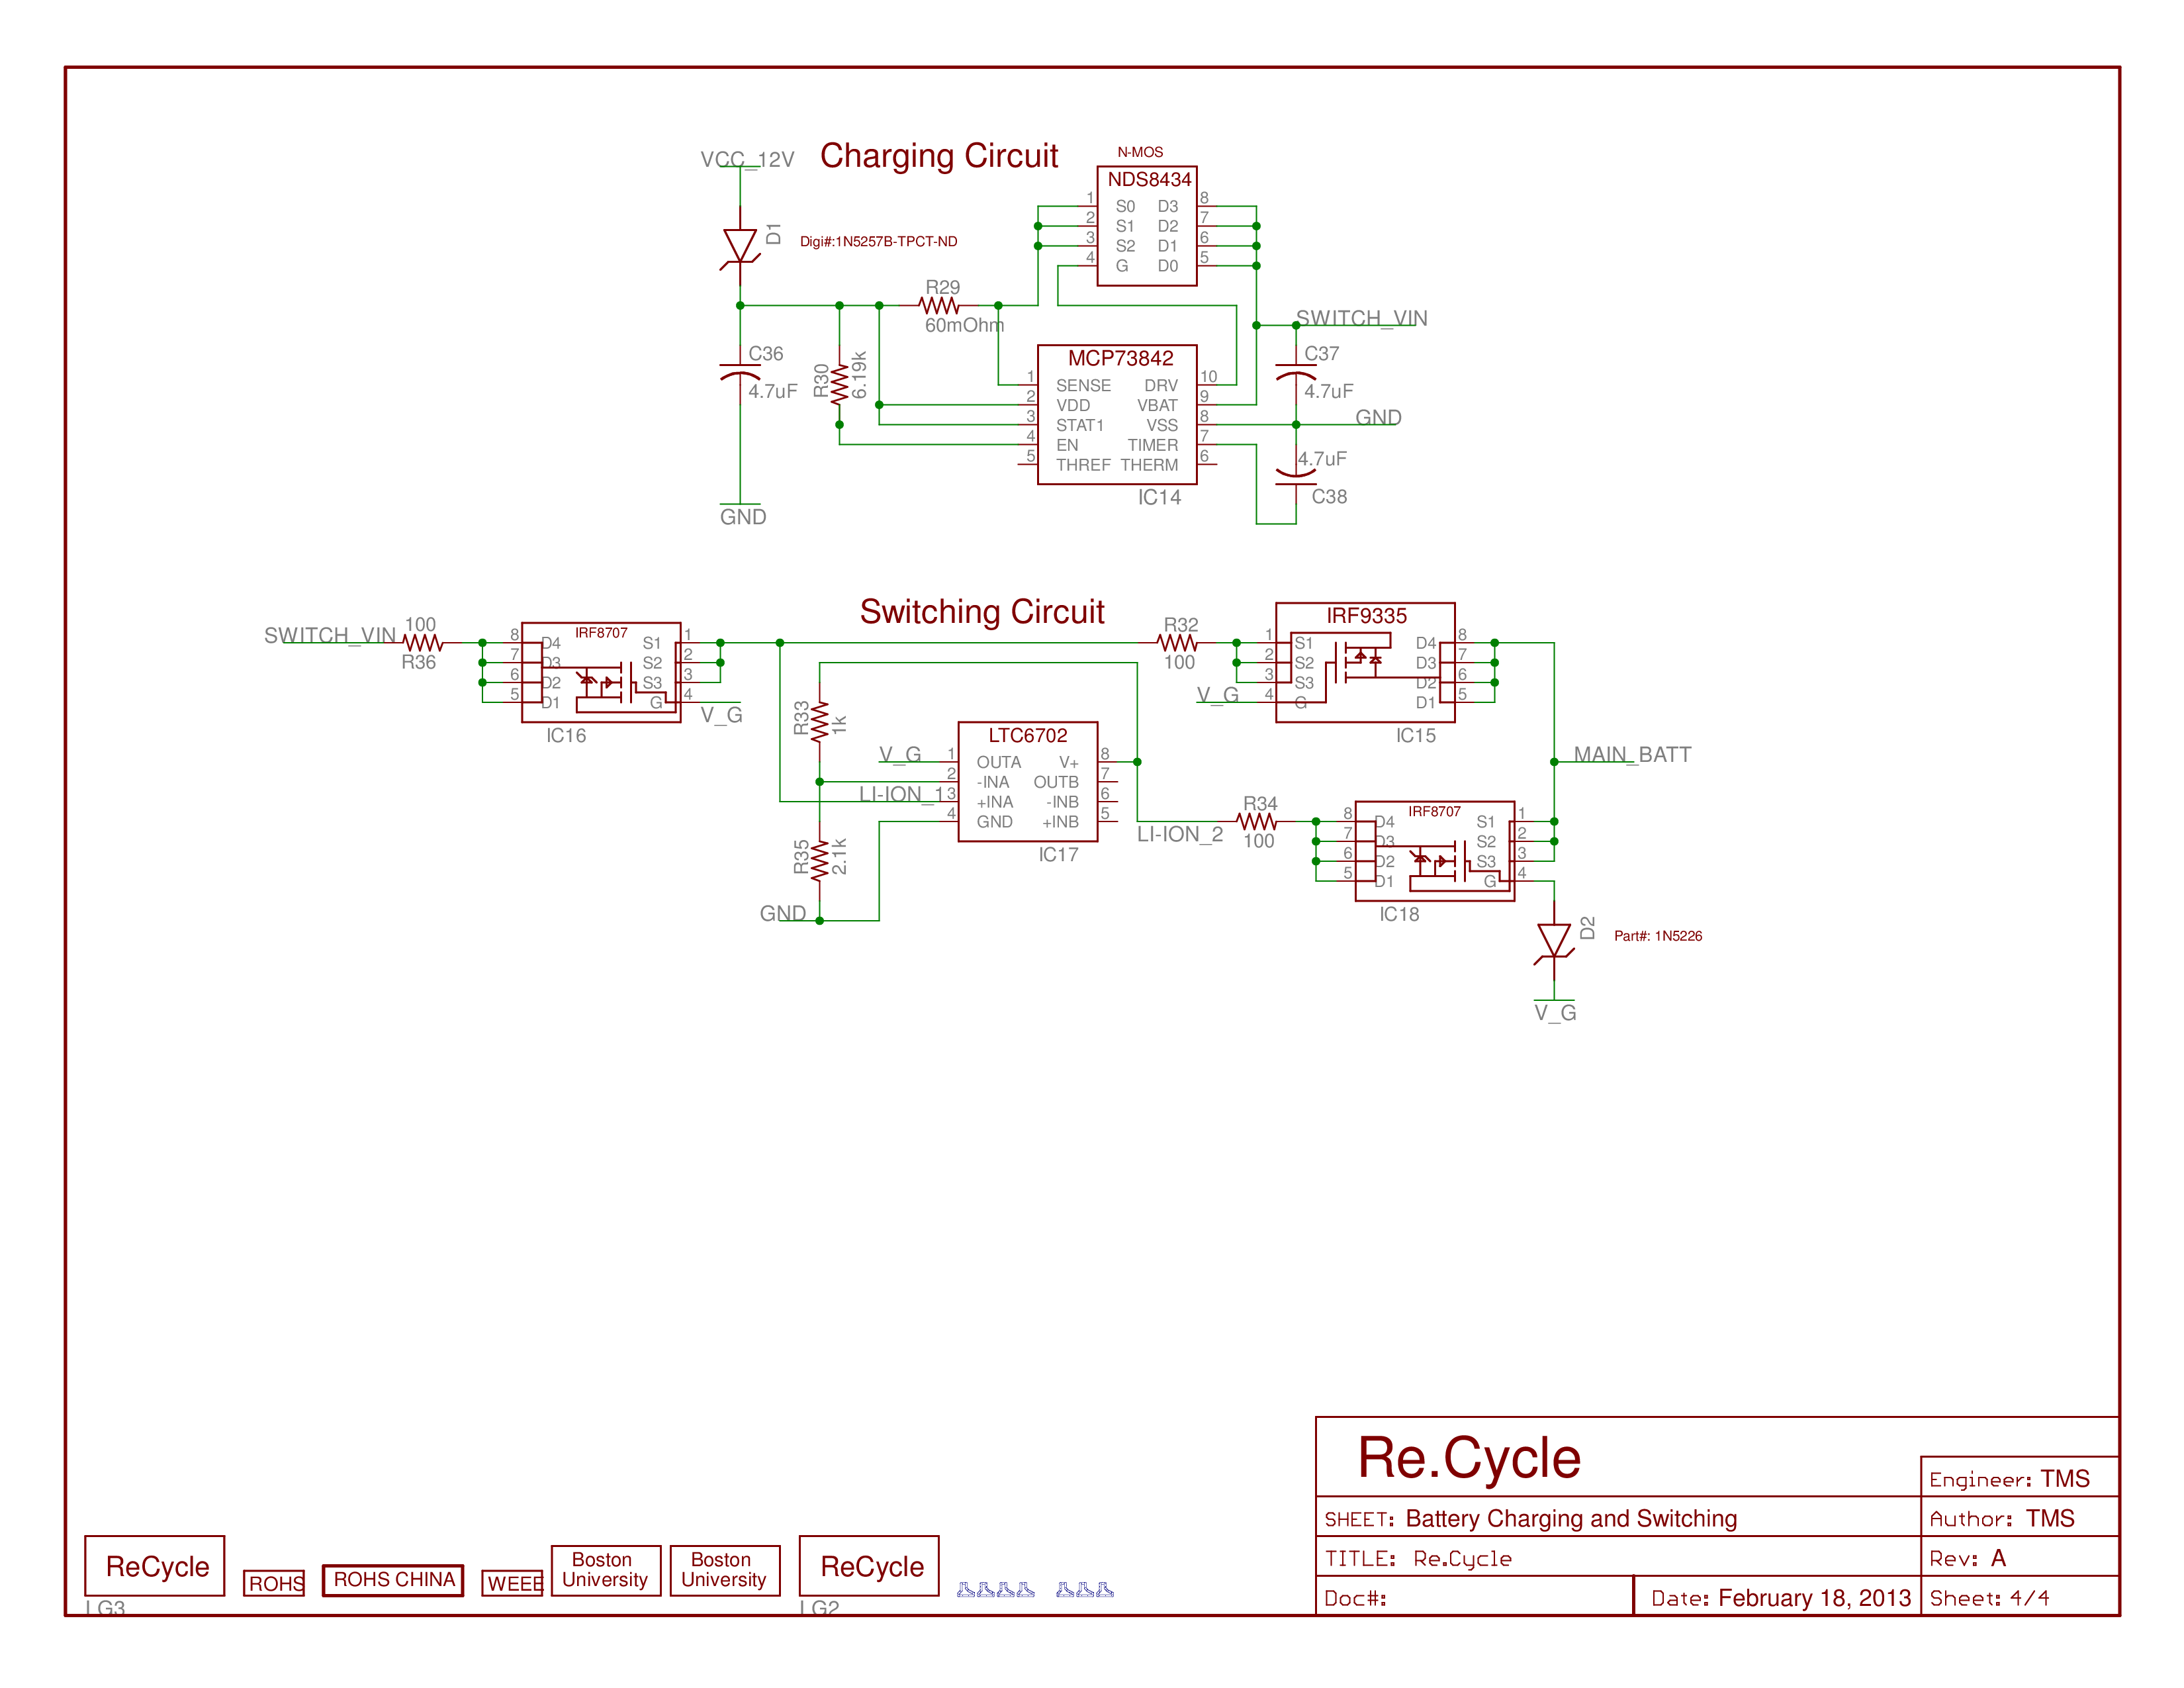 VCC_12V
Charging Circuit
N-MOS
NDS8434
D1
Digi#:1N5257B-TPCT-ND
1 S0 D3 8
2 S1 D2 7
3 S2 D1 6
4 G D0 5
R29
60mOhm
SWITCH_VIN
C36
4.7uF
R30
6.19k
MCP73842
1 SENSE DRV 10
2 VDD VBAT 9
3 STAT1 VSS 8
4 EN TIMER 7
5 THREF THERM 6
IC14
C37
4.7uF
GND
4.7uF
C38
GND
Switching Circuit
SWITCH_VIN
100
R36
IRF8707
8 D4 S1 1
7 D3 S2 2
6 D2 S3 3
5 D1 G 4
IC16
V_G
R32
100
IRF9335
1 S1 D4 8
2 S2 D3 7
3 S3 D2 6
4 G D1 5
V_G
IC15
R33
1k
LTC6702
V_G
1 OUTA V+ 8
2 -INA OUTB 7
LI-ION_1
3 +INA -INB 6
4 GND +INB 5
IC17
R35
2.1k
GND
MAIN_BATT
LI-ION_2
R34
100
IRF8707
8 D4 S1 1
7 D3 S2 2
6 D2 S3 3
5 D1 G 4
IC18
D2
Part#: 1N5226
V_G
Re.Cycle
Engineer: TMS
SHEET: Battery Charging and Switching
Author: TMS
TITLE: Re.Cycle
Rev: A
Doc#:
Date: February 18, 2013
Sheet: 4/4
ReCycle
LG3
ROHS
ROHS CHINA
WEEE
Boston
University
Boston
University
ReCycle
LG2